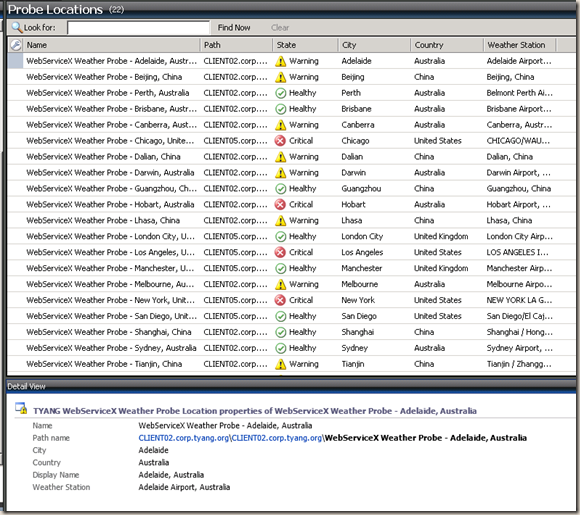 Probe Locations (22)
Look for: Find Now Clear
Name Path State City Country Weather Station
WebServiceX Weather Probe - Adelaide, Aus... CLIENT02.corp.... Warning Adelaide Australia Adelaide Airport...
WebServiceX Weather Probe - Beijing, China CLIENT02.corp.... Warning Beijing China Beijing, China
WebServiceX Weather Probe - Perth, Australia CLIENT02.corp.... Healthy Perth Australia Belmont Perth Ai...
WebServiceX Weather Probe - Brisbane, Aust... CLIENT02.corp.... Healthy Brisbane Australia Brisbane Airport...
WebServiceX Weather Probe - Canberra, Aust... CLIENT02.corp.... Warning Canberra Australia Canberra, Austr...
WebServiceX Weather Probe - Chicago, Unite... CLIENT05.corp.... Critical Chicago United States CHICAGO/WAU...
WebServiceX Weather Probe - Dalian, China CLIENT02.corp.... Warning Dalian China Dalian, China
WebServiceX Weather Probe - Darwin, Australia CLIENT02.corp.... Warning Darwin Australia Darwin Airport, ...
WebServiceX Weather Probe - Guangzhou, Ch... CLIENT02.corp.... Healthy Guangzhou China Guangzhou, China
WebServiceX Weather Probe - Hobart, Australia CLIENT02.corp.... Critical Hobart Australia Hobart Airport, ...
WebServiceX Weather Probe - Lhasa, China CLIENT02.corp.... Warning Lhasa China Lhasa, China
WebServiceX Weather Probe - London City, U... CLIENT05.corp.... Healthy London City United Kingdom London City Airp...
WebServiceX Weather Probe - Los Angeles, U... CLIENT05.corp.... Critical Los Angeles United States LOS ANGELES I...
WebServiceX Weather Probe - Manchester, U... CLIENT05.corp.... Healthy Manchester United Kingdom Manchester Airp...
WebServiceX Weather Probe - Melbourne, Au... CLIENT02.corp.... Warning Melbourne Australia Melbourne Airpo...
WebServiceX Weather Probe - New York, Unit... CLIENT05.corp.... Critical New York United States NEW YORK LA G...
WebServiceX Weather Probe - San Diego, Unit... CLIENT05.corp.... Healthy San Diego United States San Diego/El Caj...
WebServiceX Weather Probe - Shanghai, China CLIENT02.corp.... Healthy Shanghai China Shanghai / Hong...
WebServiceX Weather Probe - Sydney, Australia CLIENT02.corp.... Healthy Sydney Australia Sydney Airport, ...
WebServiceX Weather Probe - Tianjin, China CLIENT02.corp.... Warning Tianjin China Tianjin / Zhangg...
Detail View
TYANG WebServiceX Weather Probe Location properties of WebServiceX Weather Probe - Adelaide, Australia
Name WebServiceX Weather Probe - Adelaide, Australia
Path name CLIENT02.corp.tyang.org\CLIENT02.corp.tyang.org\WebServiceX Weather Probe - Adelaide, Australia
City Adelaide
Country Australia
Display Name Adelaide, Australia
Weather Station Adelaide Airport, Australia